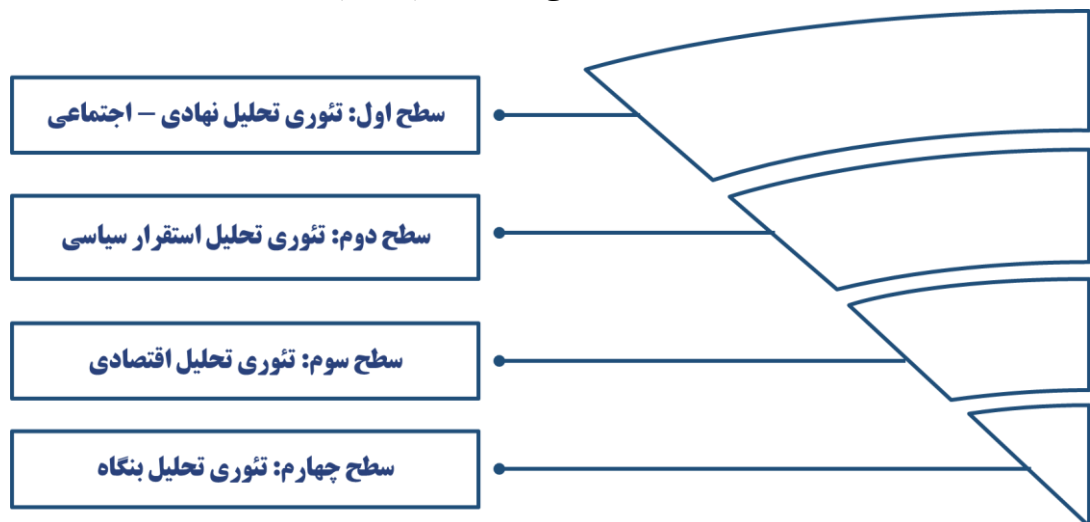 سطح اول: تئوری تحلیل نهادی – اجتماعی
سطح دوم: تئوری تحلیل استقرار سیاسی
سطح سوم: تئوری تحلیل اقتصادی
سطح چهارم: تئوری تحلیل بنگاه